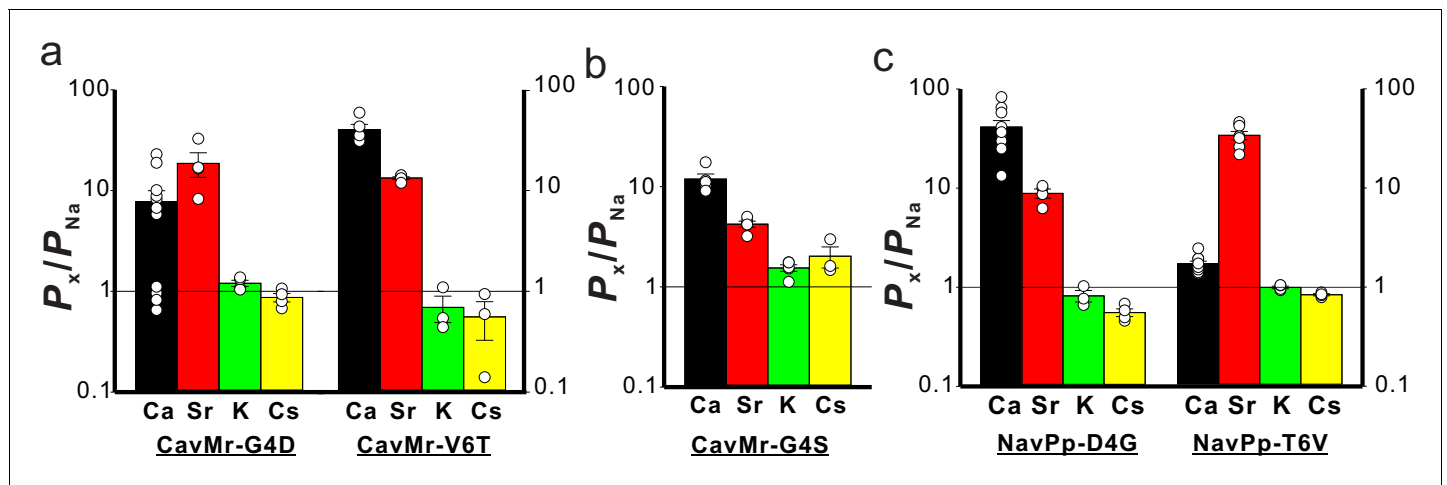 a
b
c
100
10
1
0.1
Px/PNa
100
10
1
0.1
Ca Sr K Cs
Ca Sr K Cs
CavMr-G4D
CavMr-V6T
100
10
1
0.1
Px/PNa
Ca Sr K Cs
CavMr-G4S
100
10
1
0.1
Px/PNa
100
10
1
0.1
Ca Sr K Cs
Ca Sr K Cs
NavPp-D4G
NavPp-T6V